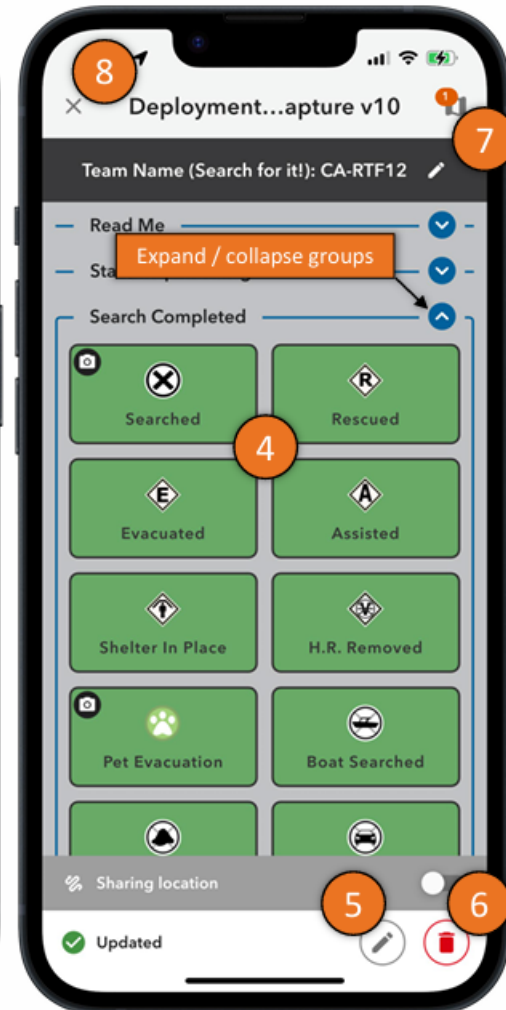 8
Deployment...apture v10
1
7
Team Name (Search for it!): CA-RTF12
Read Me
Expand / collapse groups
Search Completed
Searched
R
Rescued
4
E
Evacuated
A
Assisted
Shelter In Place
V
H.R. Removed
Pet Evacuation
Boat Searched
Sharing location
5
6
Updated